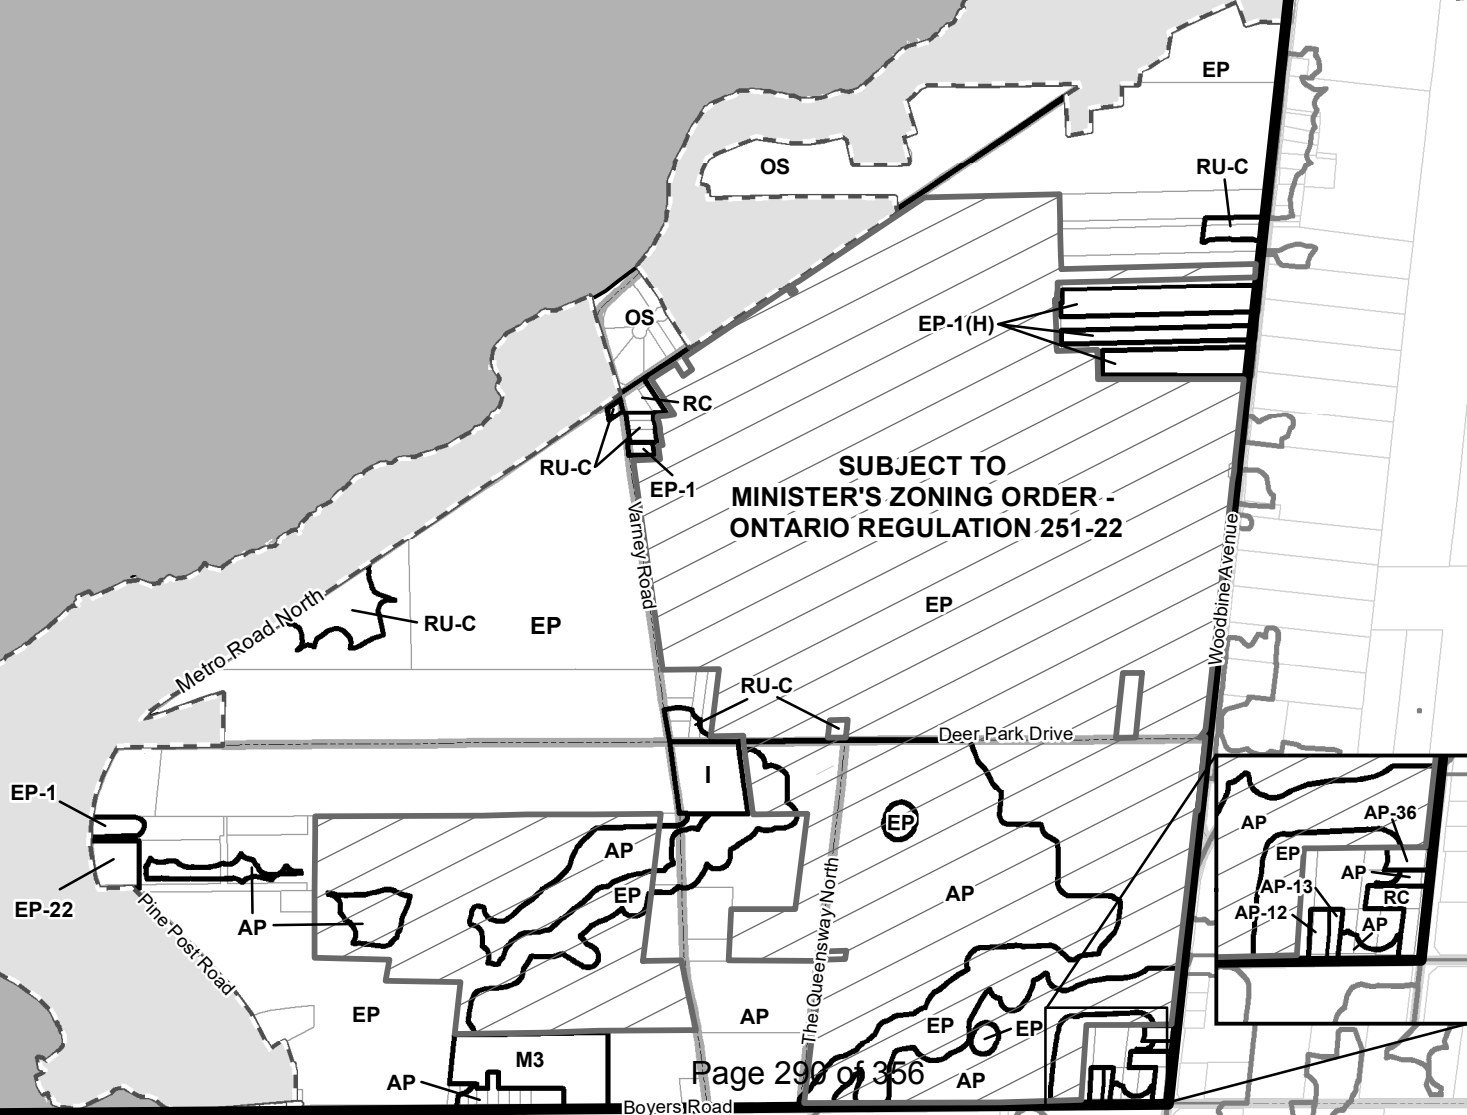 EP
OS
RU-C
OS
EP-1(H)
RC
RU-C
EP-1
SUBJECT TO
MINISTER'S ZONING ORDER -
ONTARIO REGULATION 251-22
Varney Road
Woodbine Avenue
EP
Metro Road North
RU-C
EP
RU-C
Deer Park Drive
I
EP-1
EP
AP-36
AP
AP
EP
AP
AP-13
RC
AP-12
AP
EP
AP
EP-22
AP
Pine Post Road
The Queensway North
EP
AP
EP
EP
M3
AP
AP
Page 290 of 356
Boyers Road